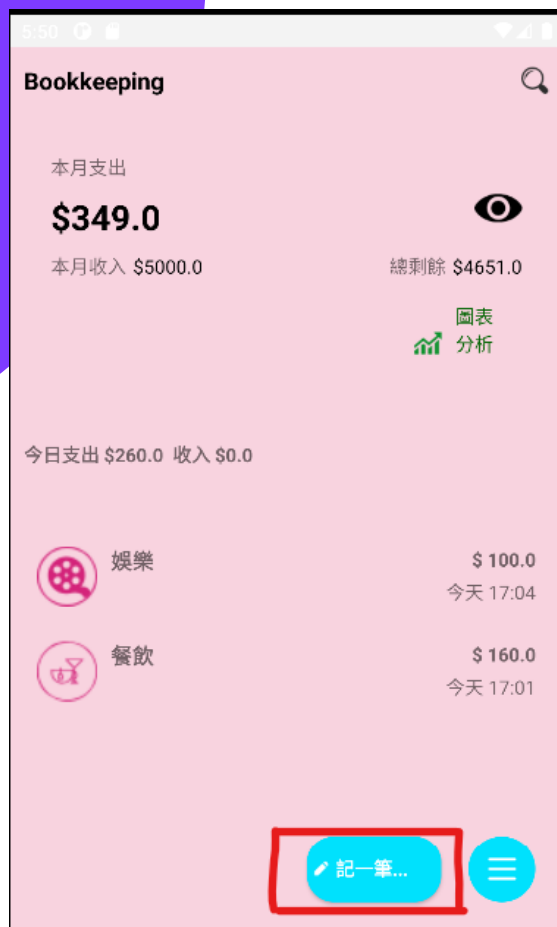 5:50
Bookkeeping
本月支出
$349.0
本月收入 $5000.0
總剩餘 $4651.0
圖表
分析
今日支出 $260.0 收入 $0.0
娛樂
$ 100.0
今天 17:04
餐飲
$ 160.0
今天 17:01
記一筆...